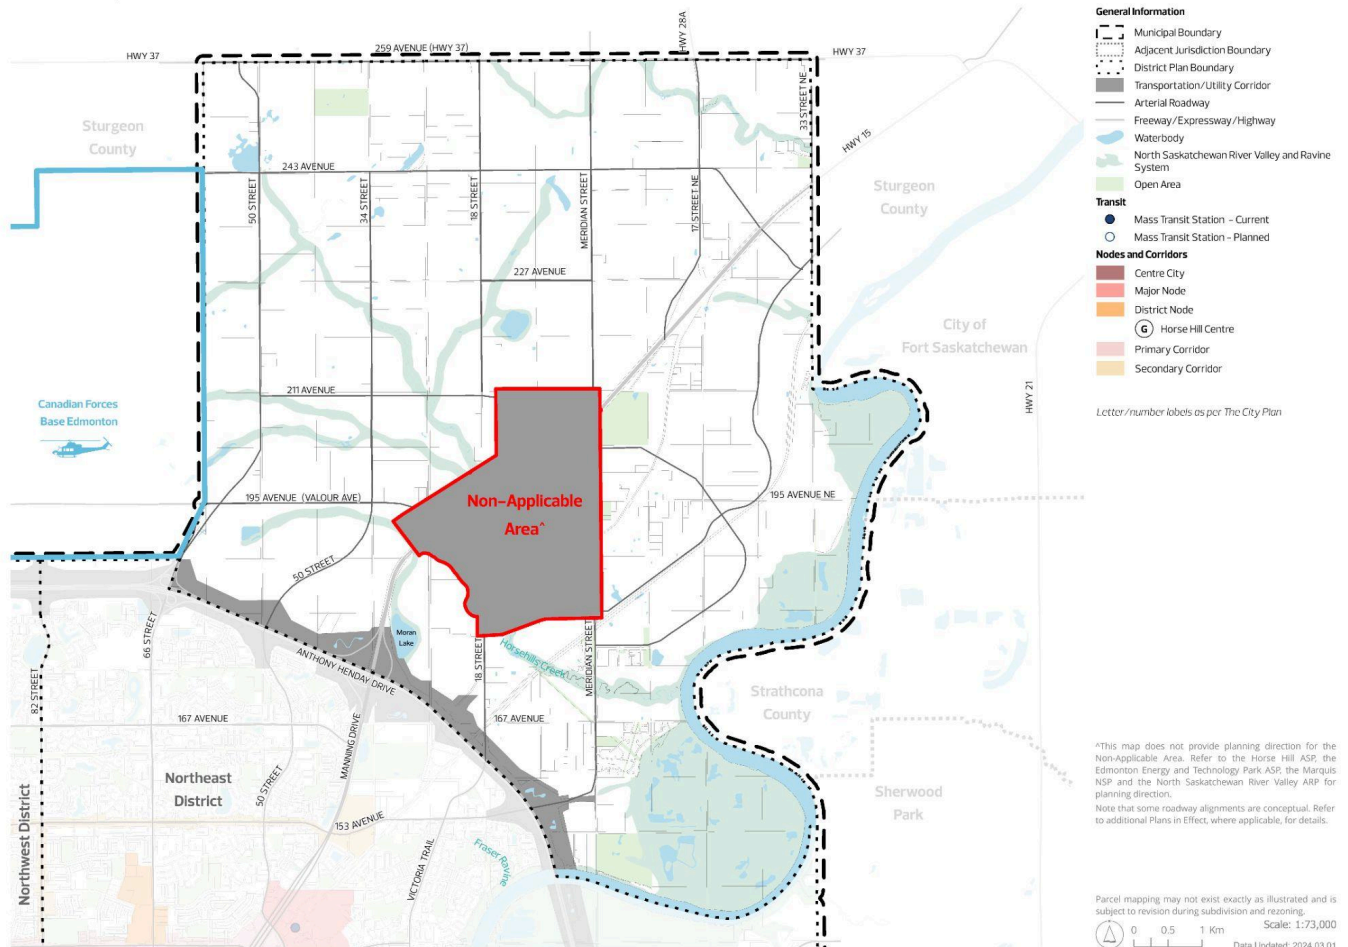 259 AVENUE (HWY 37)
HWY 37
HWY 28A
HWY 37
33 STREET NE
HWY 15
Sturgeon
County
243 AVENUE
50 STREET
34 STREET
18 STREET
MERIDIAN STREET
17 STREET NE
Sturgeon
County
227 AVENUE
City of
Fort Saskatchewan
HWY 21
211 AVENUE
Canadian Forces
Base Edmonton
195 AVENUE (VALOUR AVE)
Non-Applicable
Area^
195 AVENUE NE
50 STREET
66 STREET
82 STREET
Moran
Lake
ANTHONY HENDAY DRIVE
18 STREET
Horsehills Creek
MERIDIAN STREET
Strathcona
County
167 AVENUE
167 AVENUE
MANNING DRIVE
Northeast
District
50 STREET
Sherwood
Park
153 AVENUE
VICTORIA TRAIL
Fraser Ravine
Northwest District
General Information
Municipal Boundary
Adjacent Jurisdiction Boundary
District Plan Boundary
Transportation/Utility Corridor
Arterial Roadway
Freeway/Expressway/Highway
Waterbody
North Saskatchewan River Valley and Ravine
System
Open Area
Transit
Mass Transit Station - Current
Mass Transit Station - Planned
Nodes and Corridors
Centre City
Major Node
District Node
G Horse Hill Centre
Primary Corridor
Secondary Corridor
Letter/number labels as per The City Plan
^This map does not provide planning direction for the
Non-Applicable Area. Refer to the Horse Hill ASP, the
Edmonton Energy and Technology Park ASP, the Marquis
NSP and the North Saskatchewan River Valley ARP for
planning direction.
Note that some roadway alignments are conceptual. Refer
to additional Plans in Effect, where applicable, for details.
Parcel mapping may not exist exactly as illustrated and is
subject to revision during subdivision and rezoning.
Scale: 1:73,000
0 0.5 1 Km
Data Updated: 2024.03.01